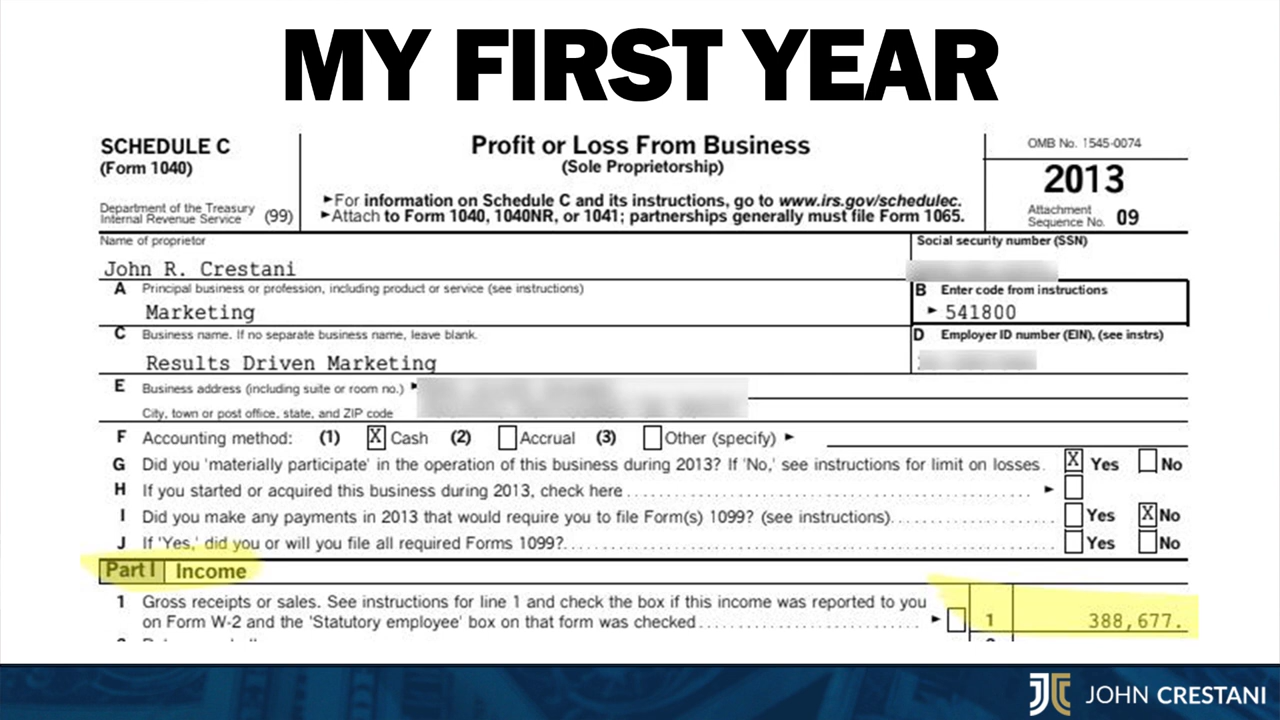 MY FIRST YEAR
SCHEDULE C
(Form 1040)
Department of the Treasury
Internal Revenue Service (99)
Profit or Loss From Business
(Sole Proprietorship)
►For information on Schedule C and its instructions, go to www.irs.gov/schedulec.
►Attach to Form 1040, 1040NR, or 1041; partnerships generally must file Form 1065.
OMB No. 1545-0074
2013
Attachment
Sequence No. 09
Name of proprietor
John R. Crestani
Social security number (SSN)
A Principal business or profession, including product or service (see instructions)
Marketing
B Enter code from instructions
► 541800
C Business name. If no separate business name, leave blank.
Results Driven Marketing
D Employer ID number (EIN), (see instrs)
E Business address (including suite or room no.) ►
City, town or post office, state, and ZIP code
F Accounting method: (1) X Cash (2) Accrual (3) Other (specify) ►
G Did you 'materially participate' in the operation of this business during 2013? If 'No,' see instructions for limit on losses. X Yes No
H If you started or acquired this business during 2013, check here ►
I Did you make any payments in 2013 that would require you to file Form(s) 1099? (see instructions) Yes X No
J If 'Yes,' did you or will you file all required Forms 1099? Yes No
Part I Income
1 Gross receipts or sales. See instructions for line 1 and check the box if this income was reported to you
on Form W-2 and the 'Statutory employee' box on that form was checked ► 1 388,677.
JC JOHN CRESTANI